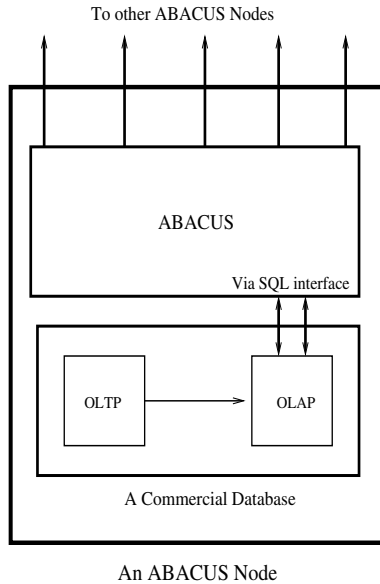 To other ABACUS Nodes
ABACUS
Via SQL interface
OLTP
OLAP
A Commercial Database
An ABACUS Node